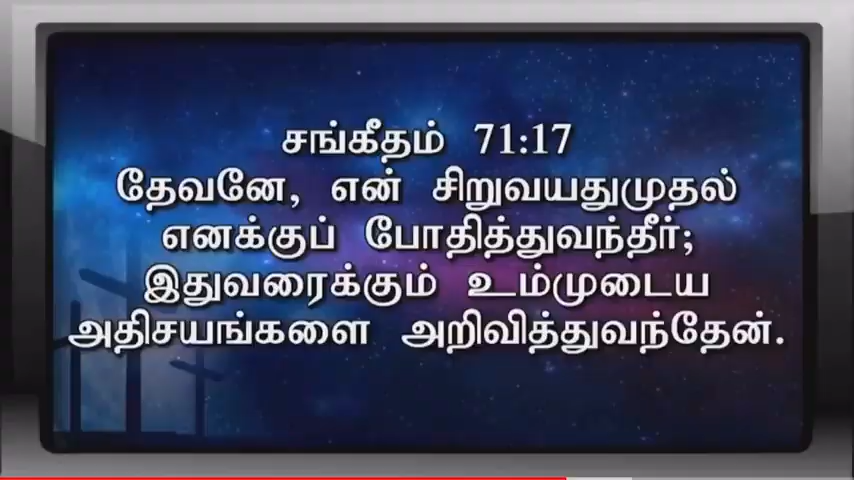 சங்கீதம் 71:17
தேவனே, என் சிறுவயதுமுதல்
எனக்குப் போதித்துவந்தீர்;
இதுவரைக்கும் உம்முடைய
அதிசயங்களை அறிவித்துவந்தேன்.